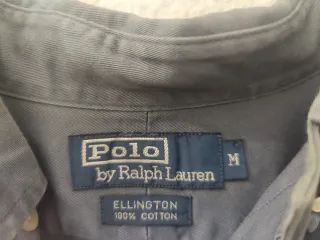 Polo
by Ralph Lauren
M
ELLINGTON
100% COTTON